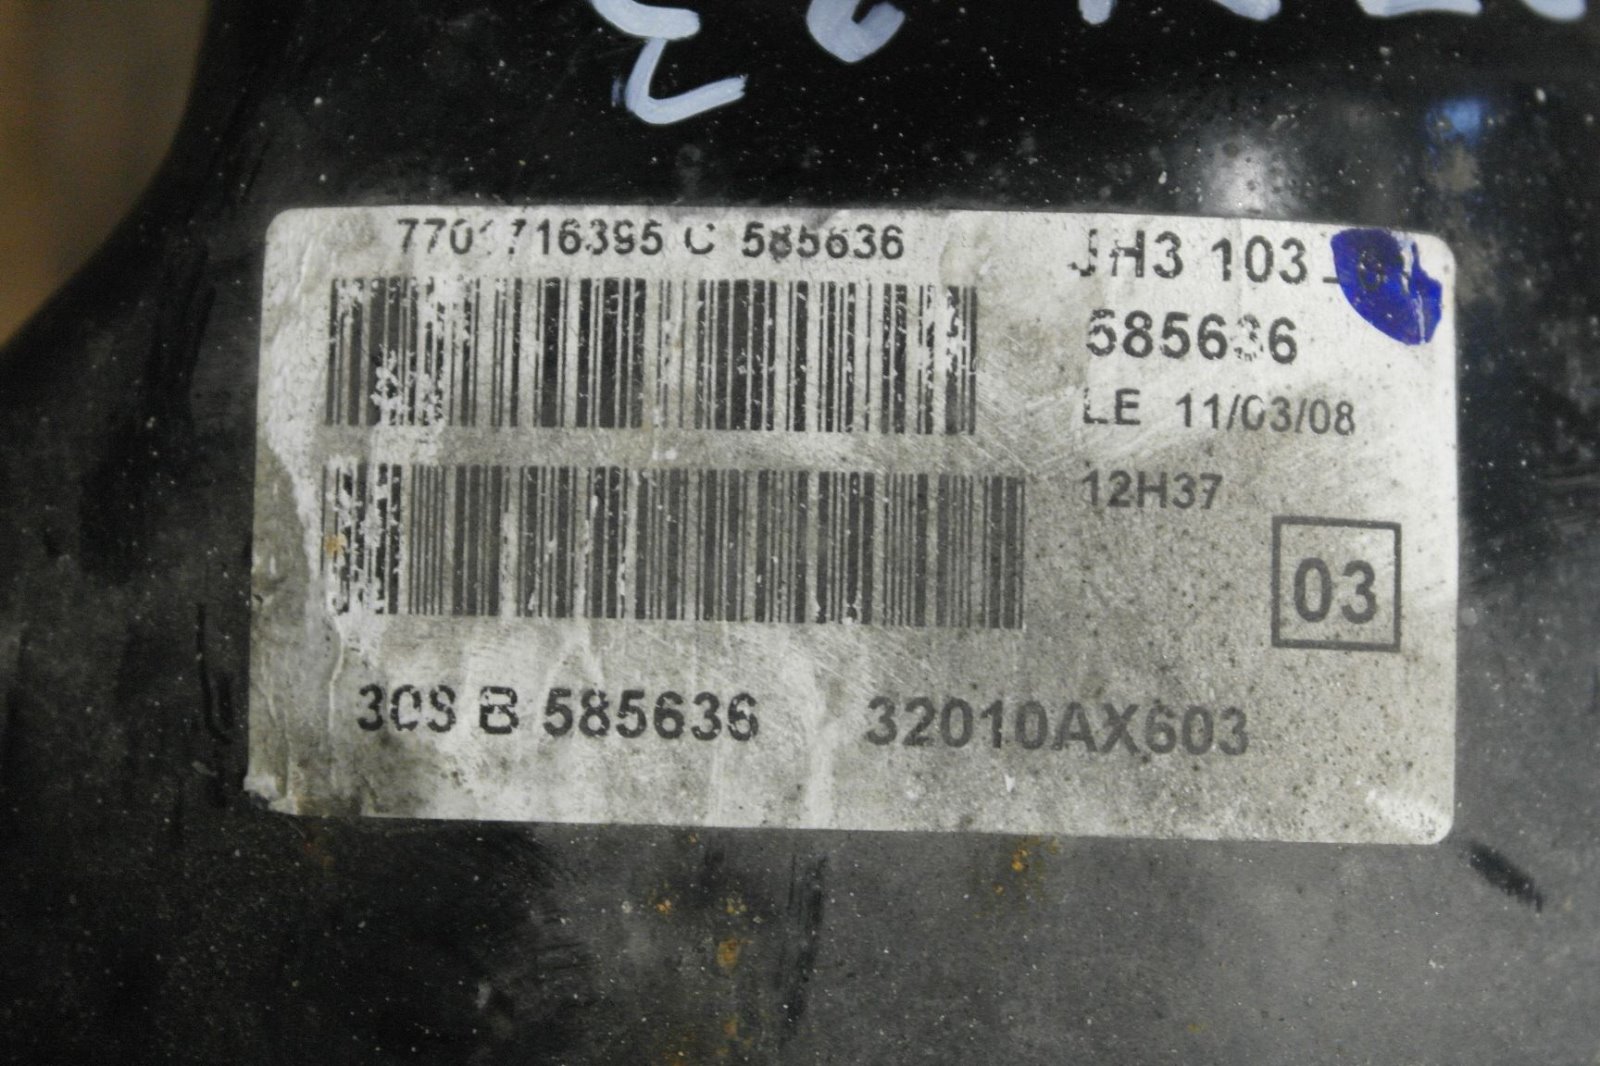 7701716395 C 585636
JH3 103
585636
LE 11/03/08
12H37
03
30S B 585636 32010AX603